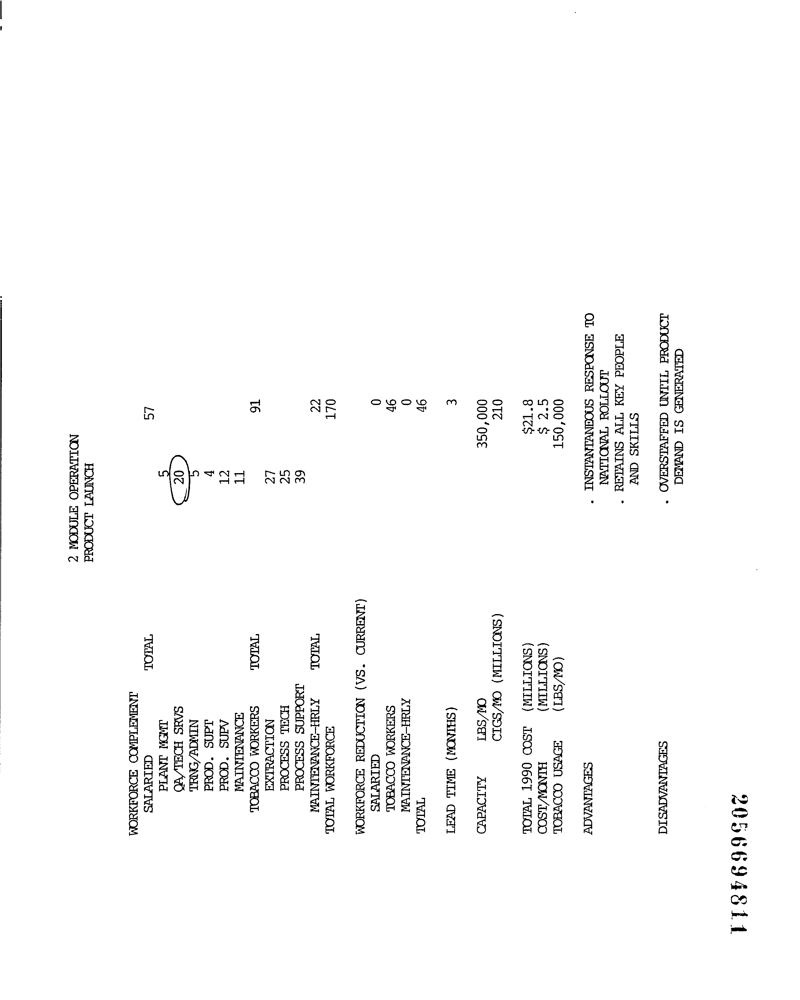 2 MODULE OPERATION
PRODUCT LAUNCH
WORKFORCE COMPLEMENT
SALARIED TOTAL 57
PLANT MGMT 5
QA/TECH SRVS 20
TRNG/ADMIN 5
PROD. SUPT 4
PROD. SUPV 12
MAINTENANCE 11
TOBACCO WORKERS TOTAL 91
EXTRACTION 27
PROCESS TECH 25
PROCESS SUPPORT 39
MAINTENANCE-HRLY TOTAL 22
TOTAL WORKFORCE 170
WORKFORCE REDUCTION (VS. CURRENT)
SALARIED 0
TOBACCO WORKERS 46
MAINTENANCE-HRLY 0
TOTAL 46
LEAD TIME (MONTHS) 3
CAPACITY LBS/MO 350,000
CIGS/MO (MILLIONS) 210
TOTAL 1990 COST (MILLIONS) $21.8
COST/MONTH (MILLIONS) $ 2.5
TOBACCO USAGE (LBS/MO) 150,000
ADVANTAGES . INSTANTANEOUS RESPONSE TO
NATIONAL ROLLOUT
. RETAINS ALL KEY PEOPLE
AND SKILLS
DISADVANTAGES . OVERSTAFFED UNTIL PRODUCT
DEMAND IS GENERATED
2056694811